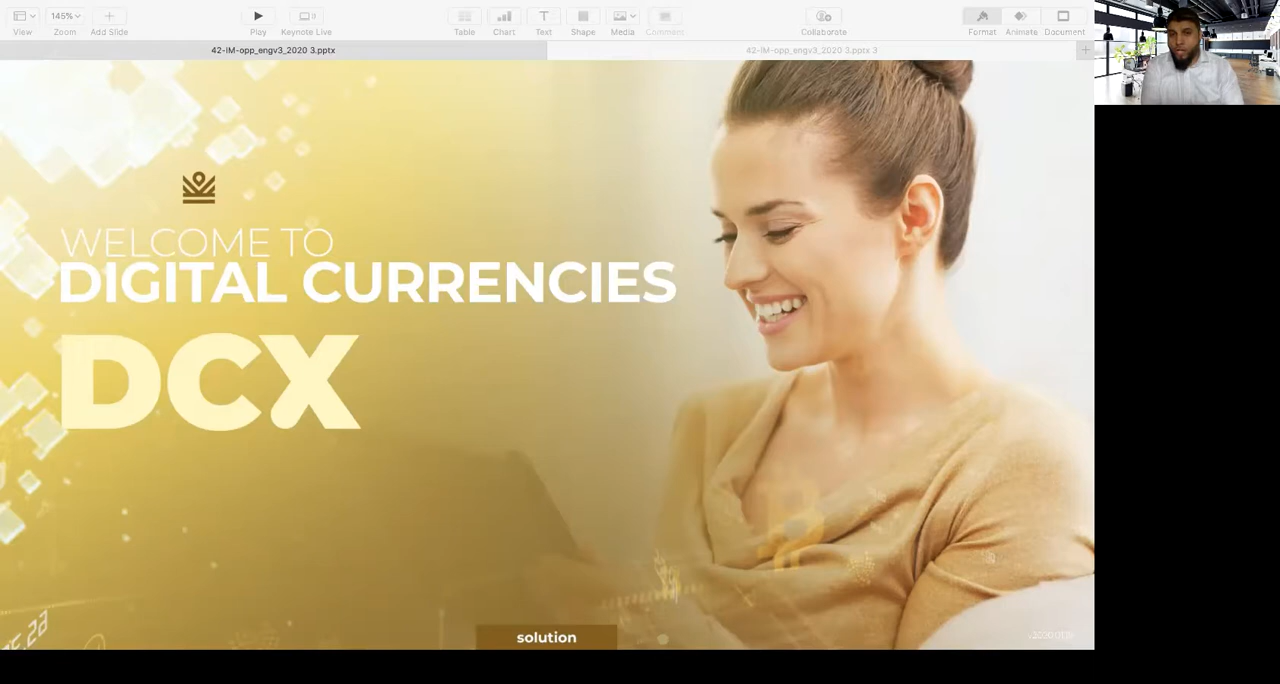 145%
View
Zoom
Add Slide
Play
Keynote Live
Table
Chart
Text
Shape
Media
Comment
Collaborate
Format
Animate
Document
42-IM-opp_engv3_2020 3.pptx
42-IM-opp_engv3_2020 3.pptx 3
WELCOME TO
DIGITAL CURRENCIES
DCX
solution